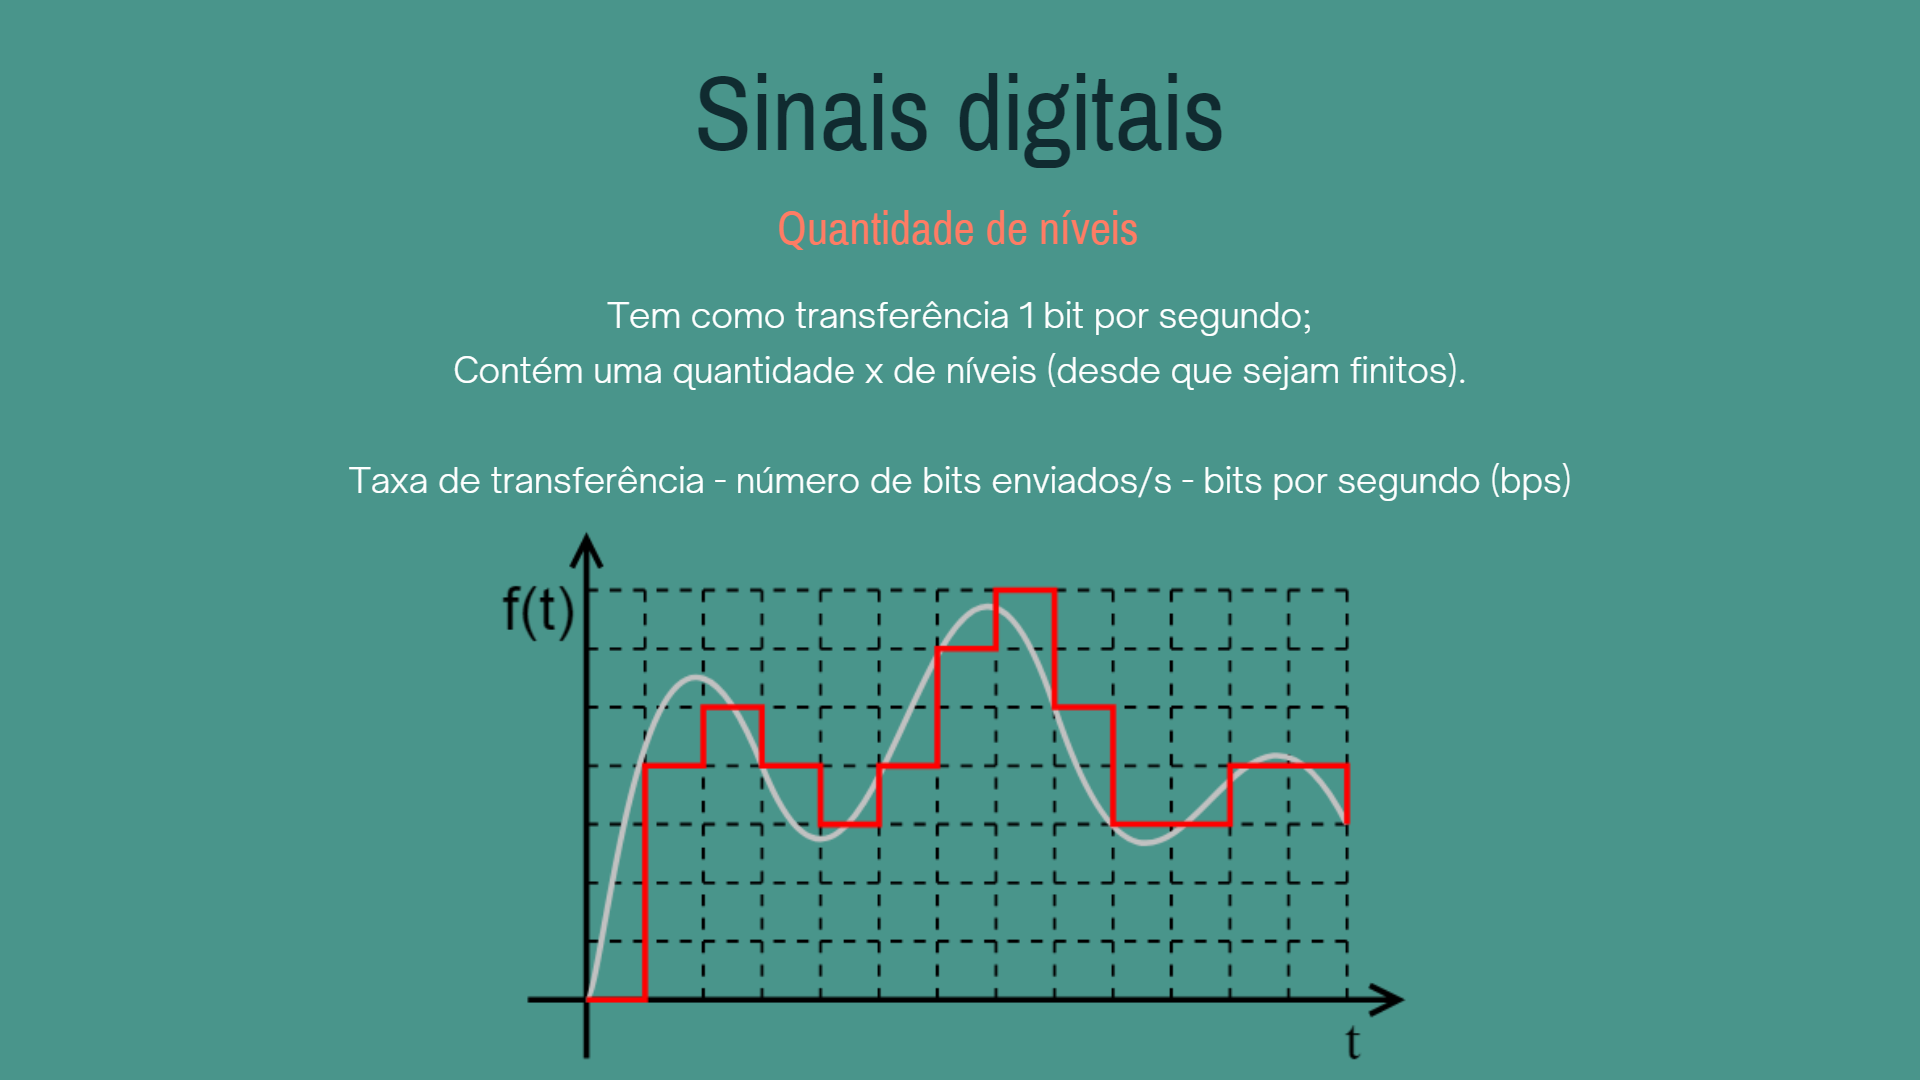 Sinais digitais
Quantidade de níveis
Tem como transferência 1 bit por segundo;
Contém uma quantidade x de níveis (desde que sejam finitos).
Taxa de transferência - número de bits enviados/s - bits por segundo (bps)
f(t)
t